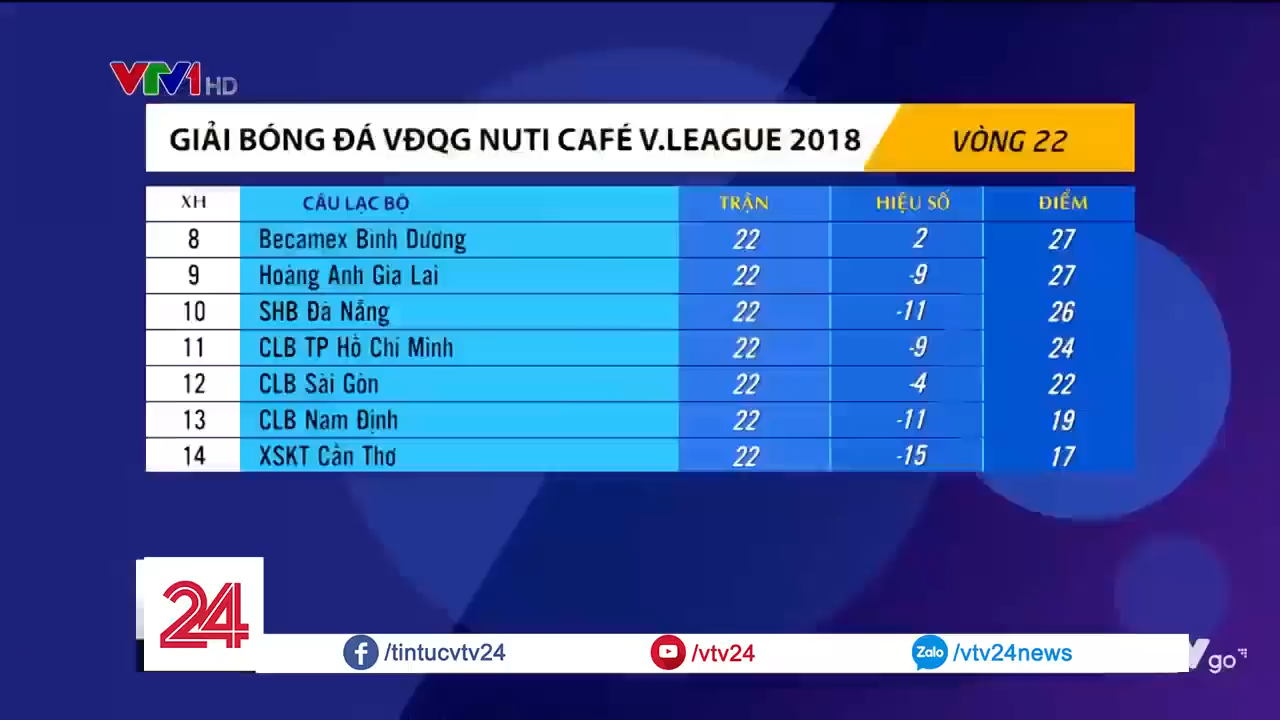 VTV1 HD
GIẢI BÓNG ĐÁ VĐQG NUTI CAFÉ V.LEAGUE 2018 VÒNG 22
XH CÂU LẠC BỘ TRẬN HIỆU SỐ ĐIỂM
8 Becamex Bình Dương 22 2 27
9 Hoàng Anh Gia Lai 22 -9 27
10 SHB Đà Nẵng 22 -11 26
11 CLB TP Hồ Chí Minh 22 -9 24
12 CLB Sài Gòn 22 -4 22
13 CLB Nam Định 22 -11 19
14 XSKT Cần Thơ 22 -15 17
24
/tintucvtv24 /vtv24 Zalo /vtv24news
go